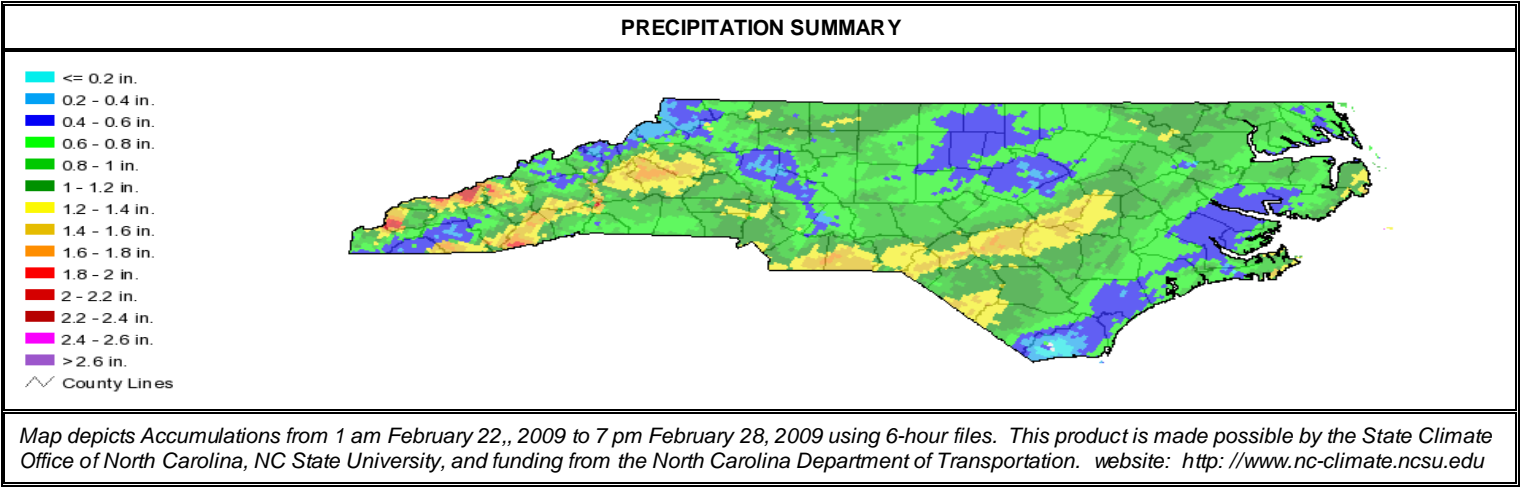 PRECIPITATION SUMMARY
<= 0.2 in.
0.2 - 0.4 in.
0.4 - 0.6 in.
0.6 - 0.8 in.
0.8 - 1 in.
1 - 1.2 in.
1.2 - 1.4 in.
1.4 - 1.6 in.
1.6 - 1.8 in.
1.8 - 2 in.
2 - 2.2 in.
2.2 - 2.4 in.
2.4 - 2.6 in.
>2.6 in.
County Lines
Map depicts Accumulations from 1 am February 22,, 2009 to 7 pm February 28, 2009 using 6-hour files. This product is made possible by the State Climate
Office of North Carolina, NC State University, and funding from the North Carolina Department of Transportation. website: http: //www.nc-climate.ncsu.edu